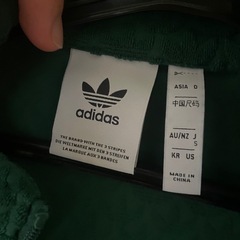 adidas
THE BRAND WITH THE 3 STRIPES
DIE WELTMARKE MIT DEN 3 STREIFEN
LA MARQUE AUX 3 BANDES
ASIA
中国尺码
AU/NZ J
S
KR US
MADE IN
CHINA